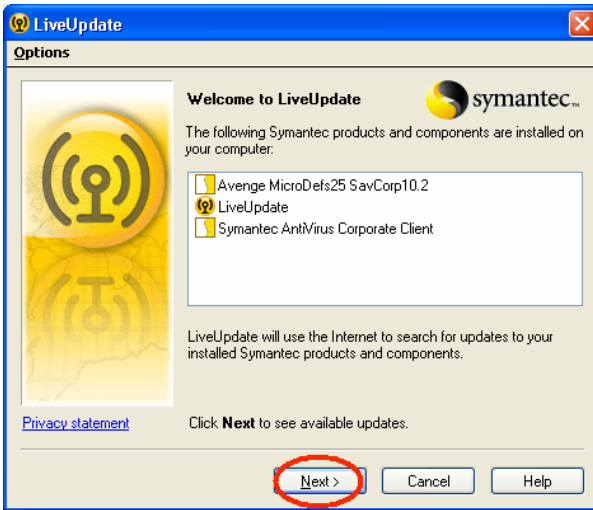 LiveUpdate
Options
Welcome to LiveUpdate
symantec™
The following Symantec products and components are installed on
your computer:
Avenge MicroDefs25 SavCorp10.2
LiveUpdate
Symantec AntiVirus Corporate Client
LiveUpdate will use the Internet to search for updates to your
installed Symantec products and components.
Privacy statement
Click Next to see available updates.
Next >
Cancel
Help